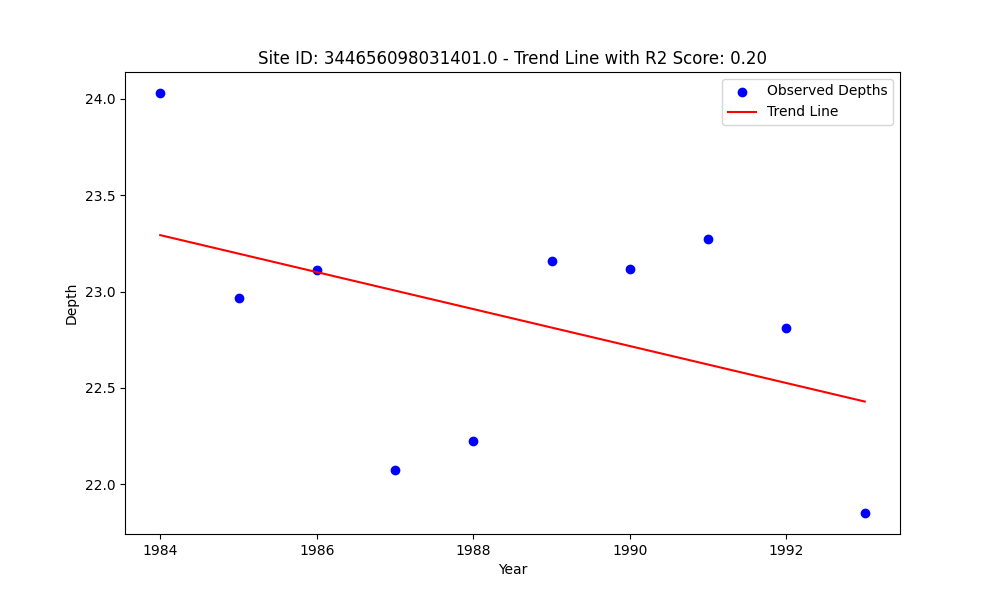 Site ID: 344656098031401.0 - Trend Line with R2 Score: 0.20
Observed Depths
Trend Line
24.0
23.5
23.0
22.5
22.0
Depth
1984
1986
1988
1990
1992
Year